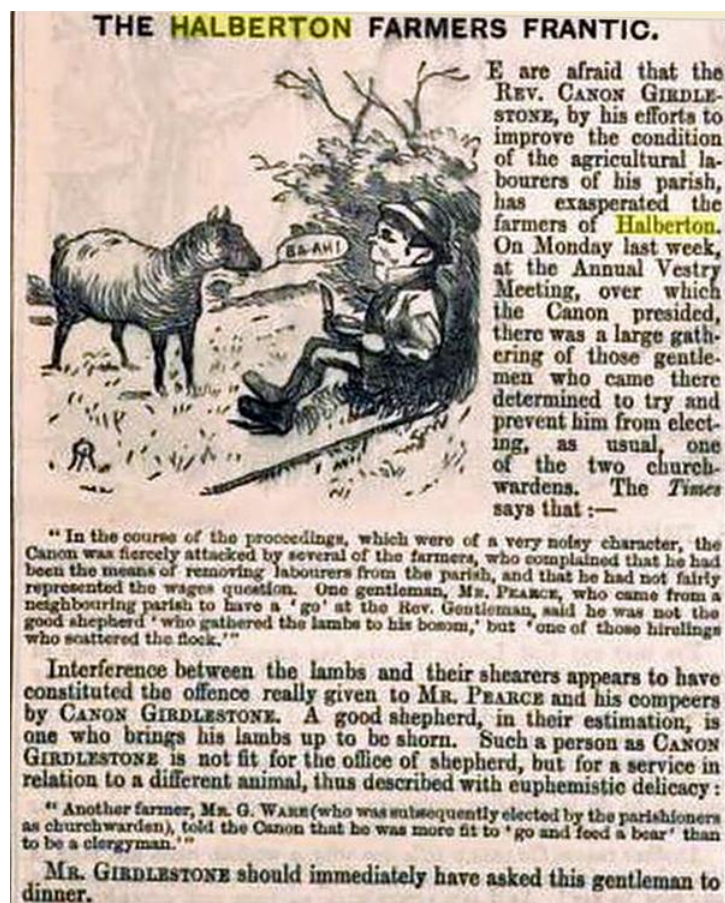 THE HALBERTON FARMERS FRANTIC.
E are afraid that the
REV. CANON GIRDLE-
STONE, by his efforts to
improve the condition
of the agricultural la-
bourers of his parish,
has exasperated the
farmers of Halberton.
On Monday last week,
at the Annual Vestry
Meeting, over which
the Canon presided,
there was a large gath-
ering of those gentle-
men who came there
determined to try and
prevent him from elect-
ing, as usual, one
of the two church-
wardens. The Times
says that :—
BA-AH!
"In the course of the proceedings, which were of a very noisy character, the
Canon was fiercely attacked by several of the farmers, who complained that he had
been the means of removing labourers from the parish, and that he had not fairly
represented the wages question. One gentleman, MR. PEARCE, who came from a
neighbouring parish to have a 'go' at the Rev. Gentleman, said he was not the
good shepherd 'who gathered the lambs to his bosom,' but 'one of those hirelings
who scattered the flock.'"
Interference between the lambs and their shearers appears to have
constituted the offence really given to MR. PEARCE and his compeers
by CANON GIRDLESTONE. A good shepherd, in their estimation, is
one who brings his lambs up to be shorn. Such a person as CANON
GIRDLESTONE is not fit for the office of shepherd, but for a service in
relation to a different animal, thus described with euphemistic delicacy :
"Another farmer, MR. G. WARE (who was subsequently elected by the parishioners
as churchwarden), told the Canon that he was more fit to 'go and feed a bear' than
to be a clergyman.'"
MR. GIRDLESTONE should immediately have asked this gentleman to
dinner.